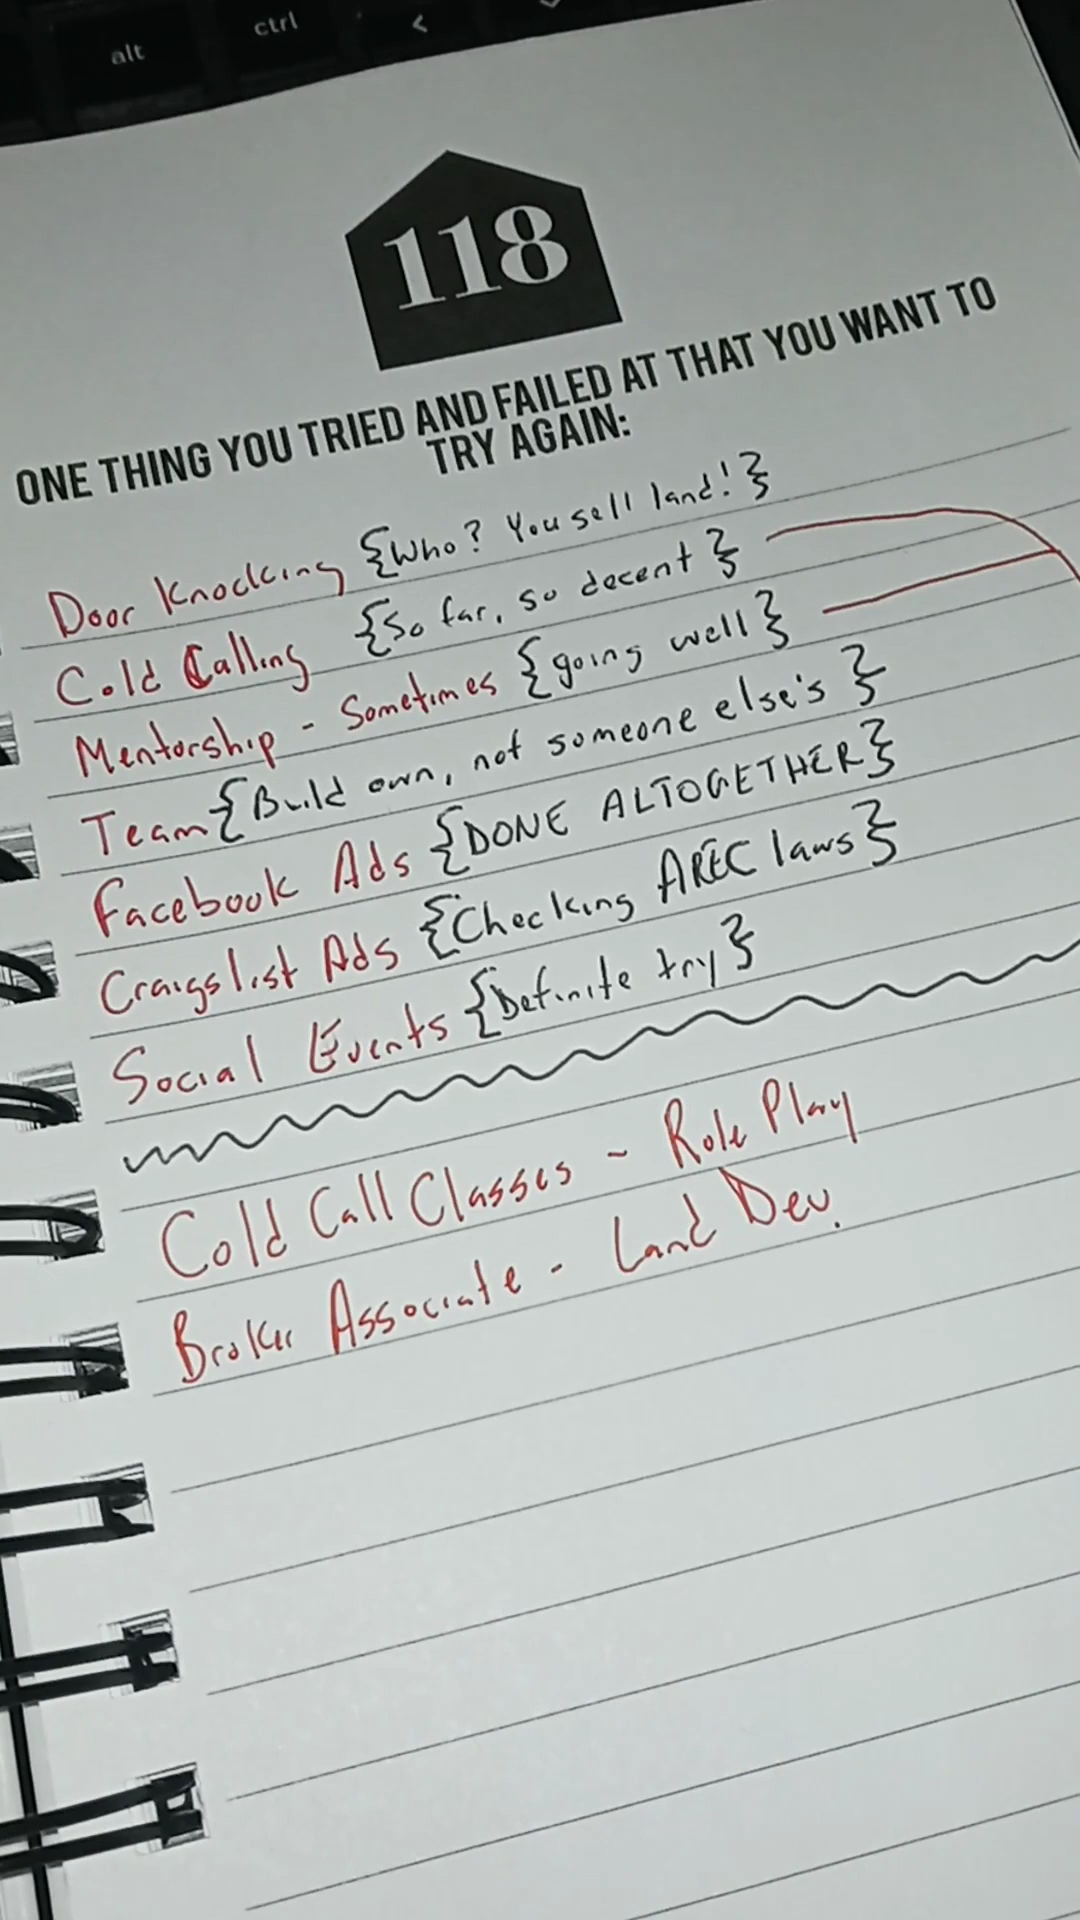 alt ctrl <
118
ONE THING YOU TRIED AND FAILED AT THAT YOU WANT TO
TRY AGAIN:
Door Knocking {Who? You sell land!}
Cold Calling {So far, so decent}
Mentorship - Sometimes {going well}
Team {Build own, not someone else's}
Facebook Ads {DONE ALTOGETHER}
Craigslist Ads {Checking AREC laws}
Social Events {Definite try}
Cold Call Classes ~ Role Play
Broker Associate - Land Dev.